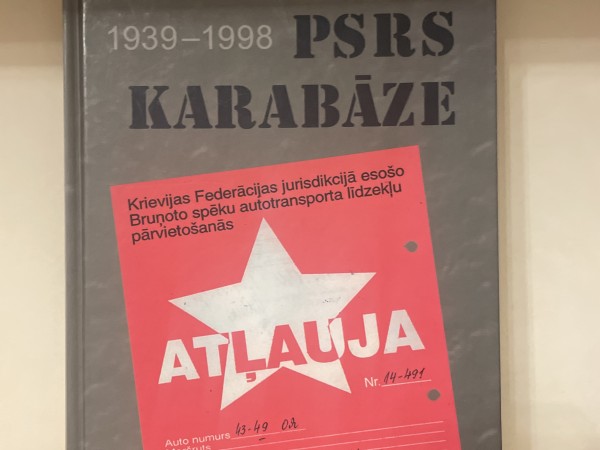 1939–1998 PSRS
KARABĀZE
Krievijas Federācijas jurisdikcijā esošo
Bruņoto spēku autotransporta līdzekļu
pārvietošanās
ATĻAUJA
Nr. 14-491
Auto numurs 43-49